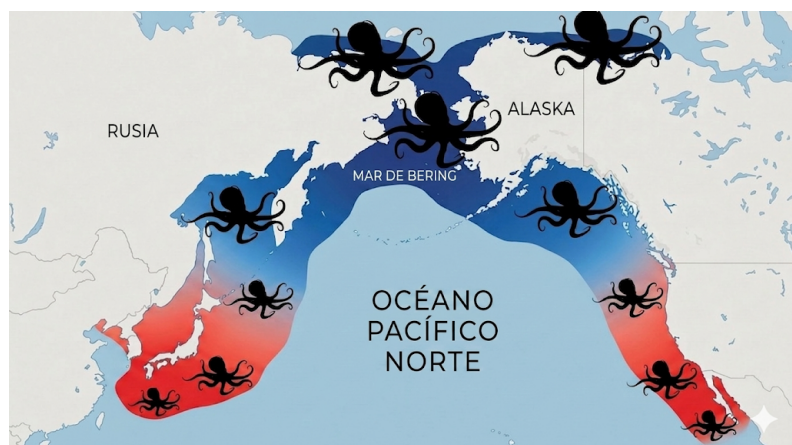 RUSIA
ALASKA
MAR DE BERING
OCÉANO
PACÍFICO
NORTE